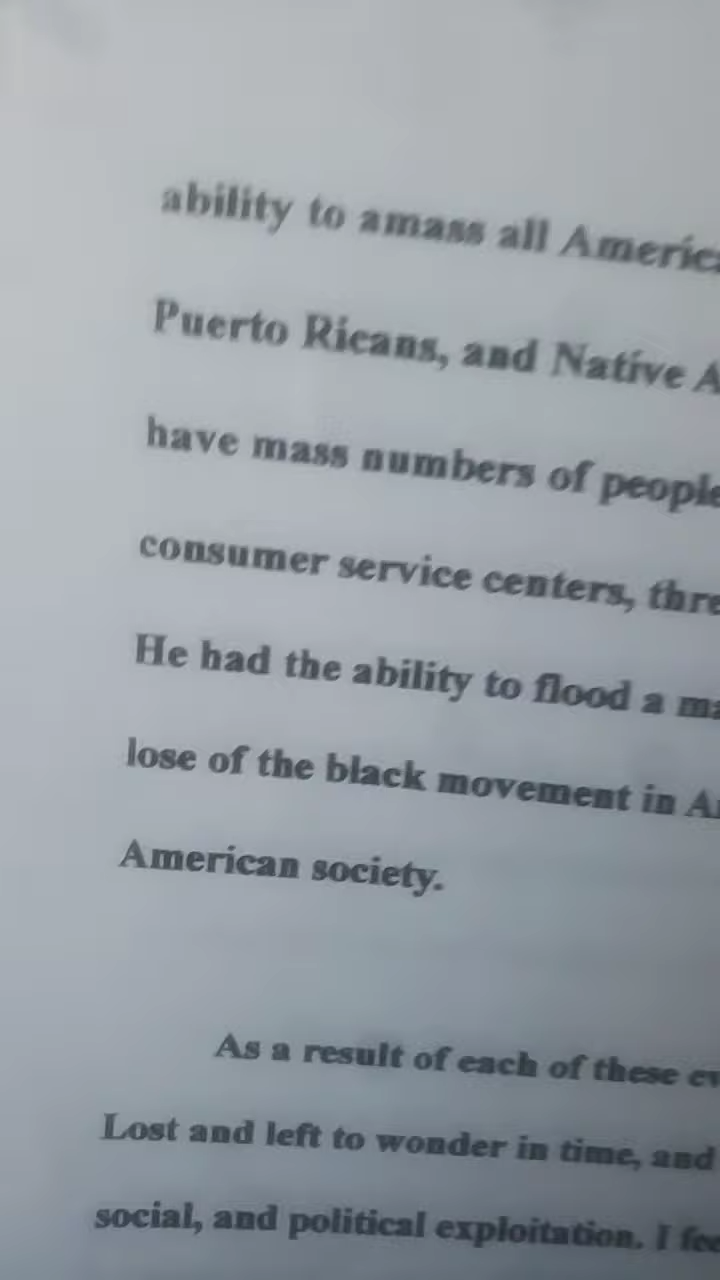 ability to amass all America
Puerto Ricans, and Native A
have mass numbers of people
consumer service centers, thre
He had the ability to flood a ma
lose of the black movement in A
American society.
As a result of each of these ev
Lost and left to wonder in time, and
social, and political exploitation. I fee